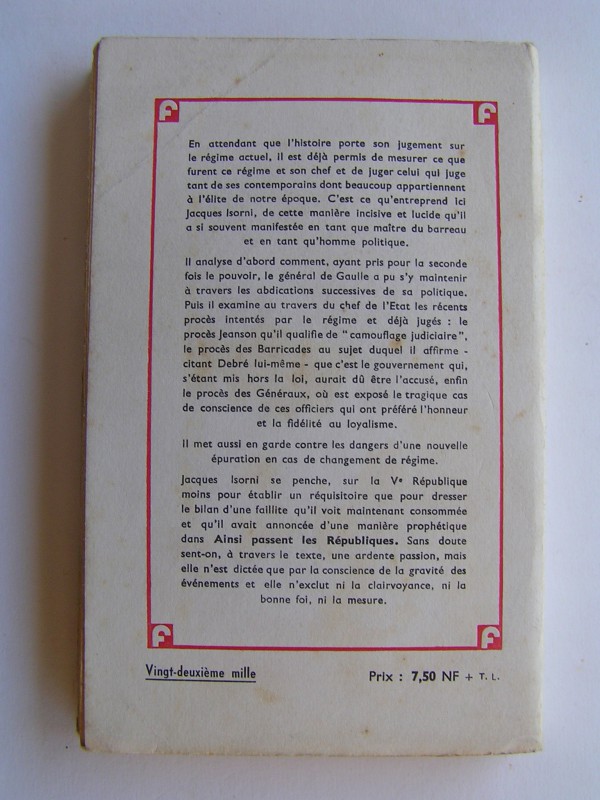 F F
En attendant que l'histoire porte son jugement sur
le régime actuel, il est déjà permis de mesurer ce que
furent ce régime et son chef et de juger celui qui juge
tant de ses contemporains dont beaucoup appartiennent
à l'élite de notre époque. C'est ce qu'entreprend ici
Jacques Isorni, de cette manière incisive et lucide qu'il
a si souvent manifestée en tant que maître du barreau
et en tant qu'homme politique.
Il analyse d'abord comment, ayant pris pour la seconde
fois le pouvoir, le général de Gaulle a pu s'y maintenir
à travers les abdications successives de sa politique.
Puis il examine au travers du chef de l'Etat les récents
procès intentés par le régime et déjà jugés : le
procès Jeanson qu'il qualifie de " camouflage judiciaire",
le procès des Barricades au sujet duquel il affirme -
citant Debré lui-même - que c'est le gouvernement qui,
s'étant mis hors la loi, aurait dû être l'accusé, enfin
le procès des Généraux, où est exposé le tragique cas
de conscience de ces officiers qui ont préféré l'honneur
et la fidélité au loyalisme.
Il met aussi en garde contre les dangers d'une nouvelle
épuration en cas de changement de régime.
Jacques Isorni se penche, sur la Vᵉ République
moins pour établir un réquisitoire que pour dresser
le bilan d'une faillite qu'il voit maintenant consommée
et qu'il avait annoncée d'une manière prophétique
dans Ainsi passent les Républiques. Sans doute
sent-on, à travers le texte, une ardente passion, mais
elle n'est dictée que par la conscience de la gravité des
événements et elle n'exclut ni la clairvoyance, ni la
bonne foi, ni la mesure.
F F
Vingt-deuxième mille Prix : 7,50 NF + T. L.